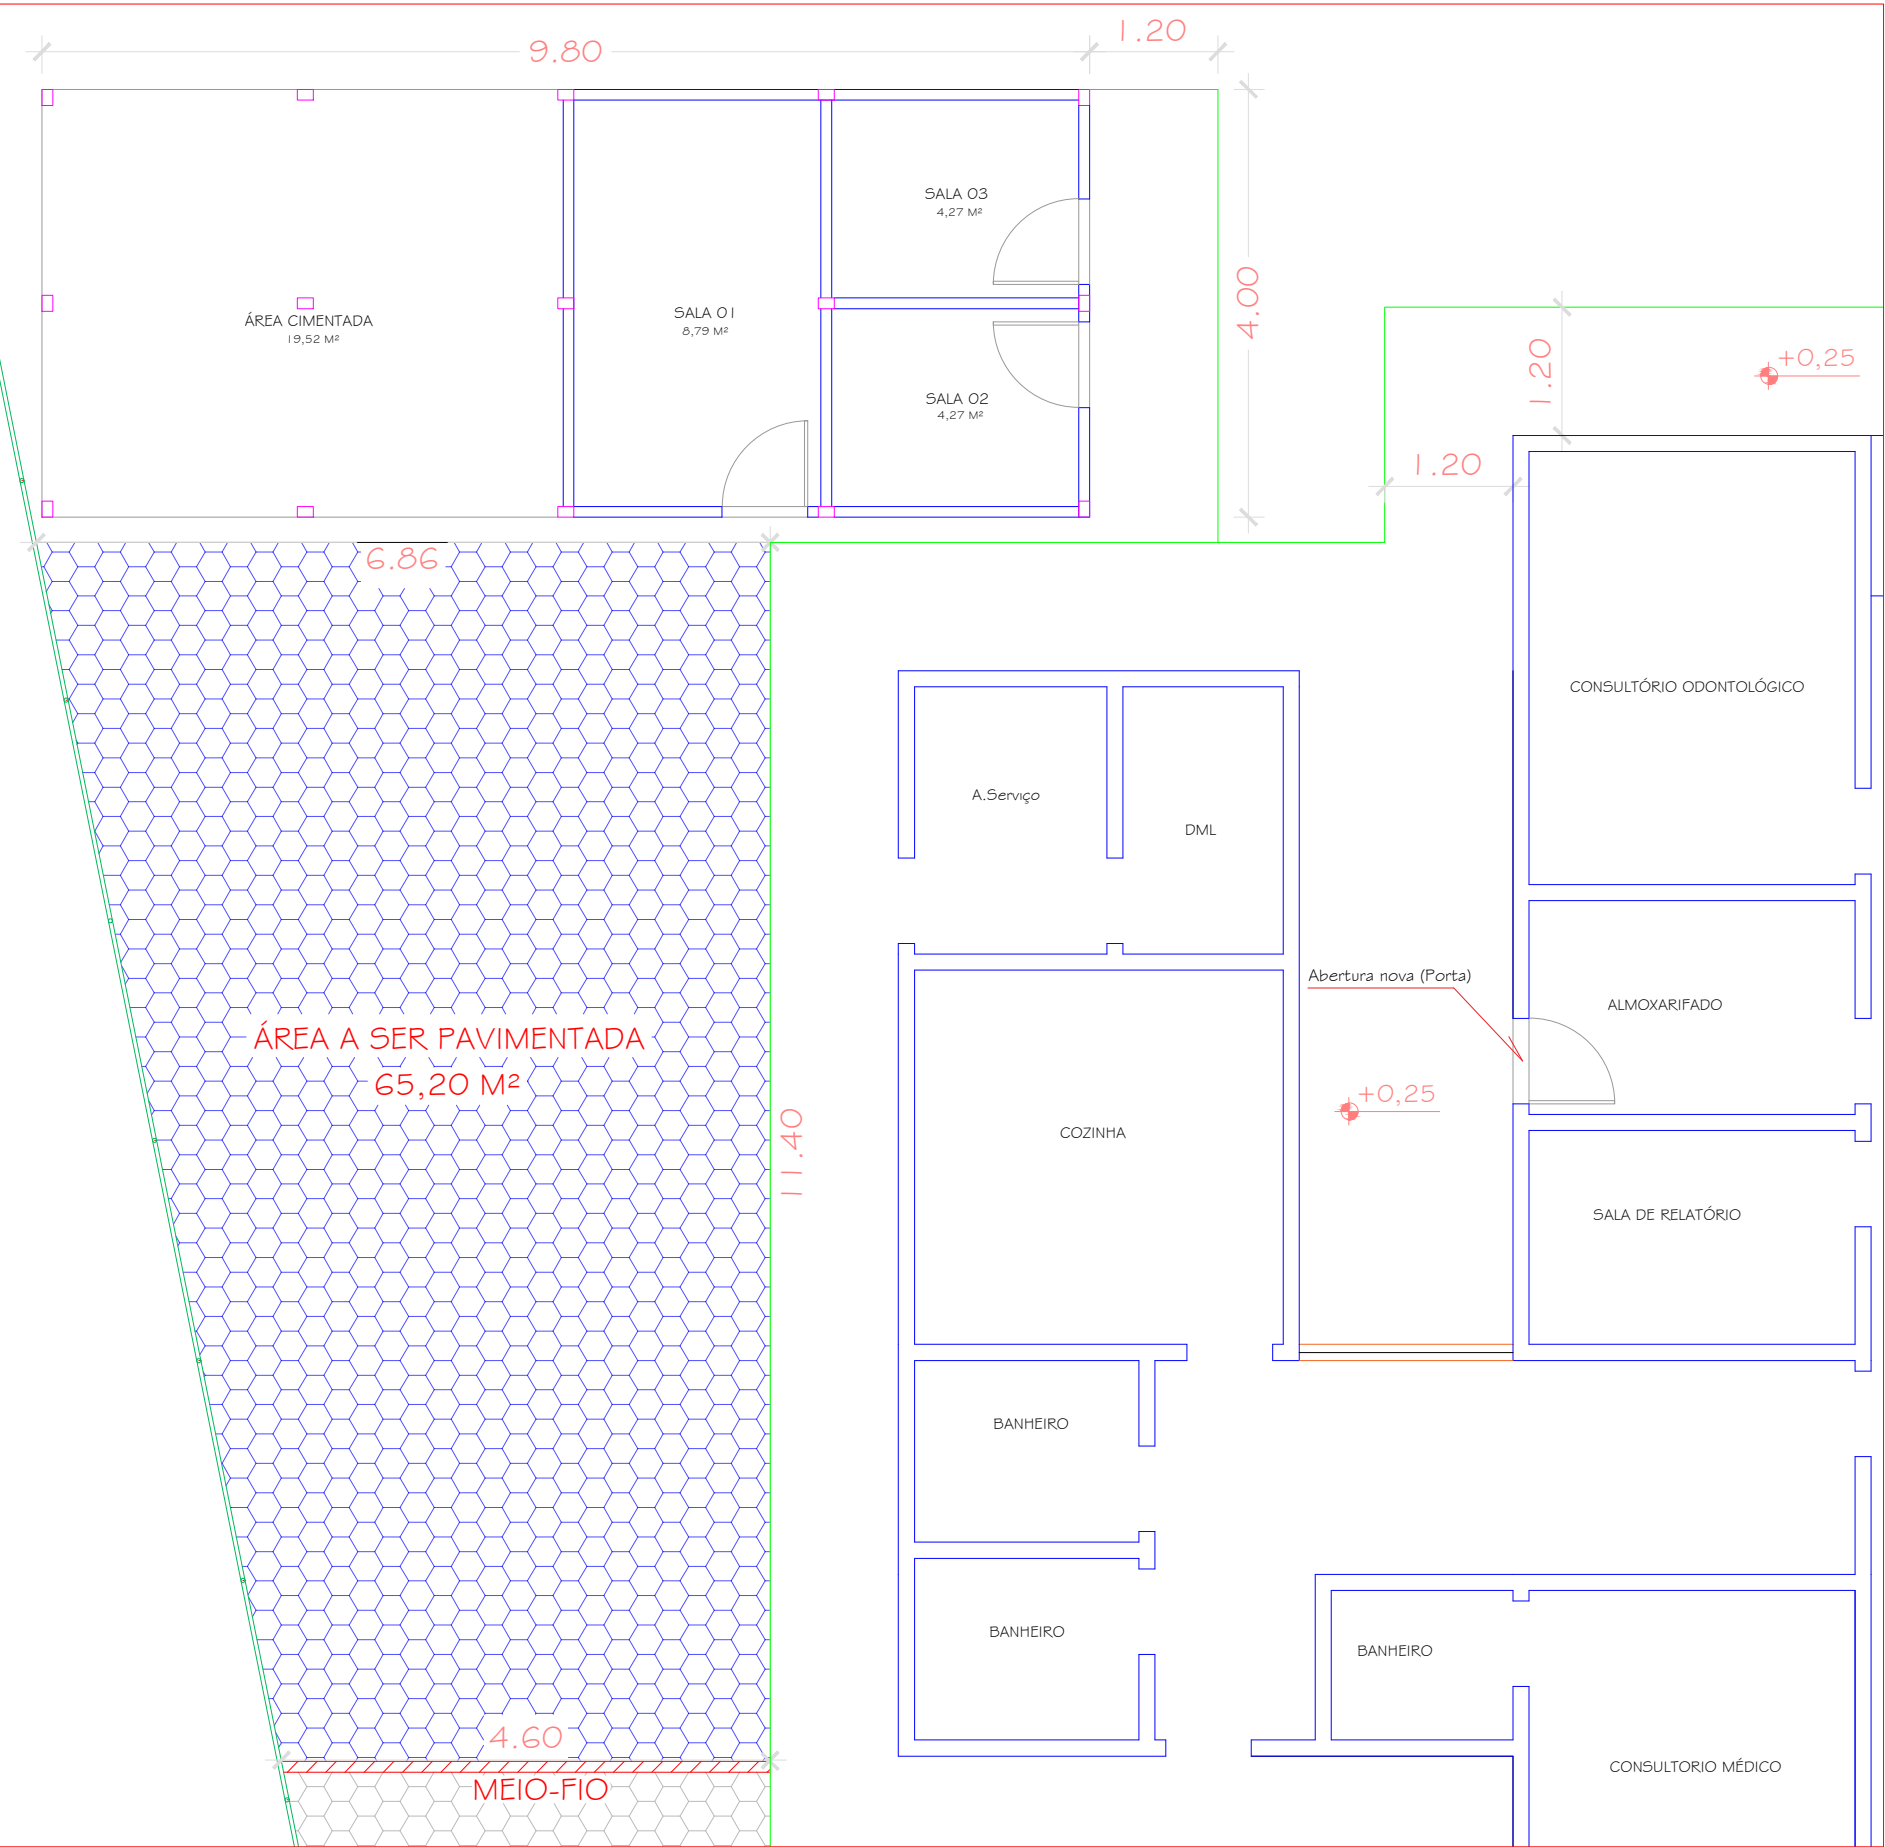 9.80
1.20
SALA 03
4,27 M²
ÁREA CIMENTADA
19,52 M²
SALA 01
8,79 M²
4.00
SALA 02
4,27 M²
1.20
+0,25
1.20
6.86
CONSULTÓRIO ODONTOLÓGICO
A.Serviço
DML
Abertura nova (Porta)
ALMOXARIFADO
ÁREA A SER PAVIMENTADA
65,20 M²
11.40
COZINHA
+0,25
SALA DE RELATÓRIO
BANHEIRO
BANHEIRO
BANHEIRO
4.60
MEIO-FIO
CONSULTORIO MÉDICO